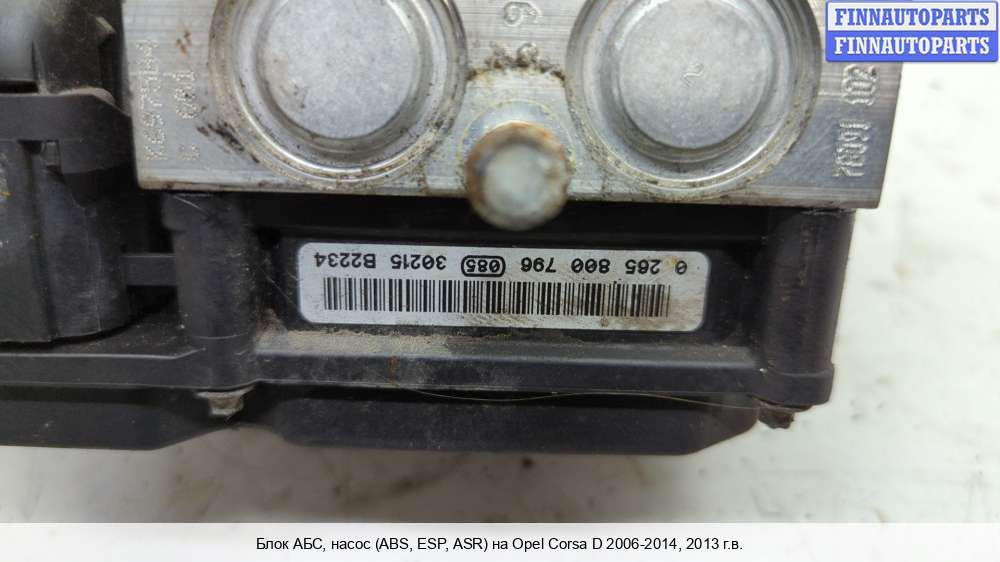 FINNAUTOPARTS
FINNAUTOPARTS
0 265 800 796 085 30215 B2234
Блок АБС, насос (ABS, ESP, ASR) на Opel Corsa D 2006-2014, 2013 г.в.